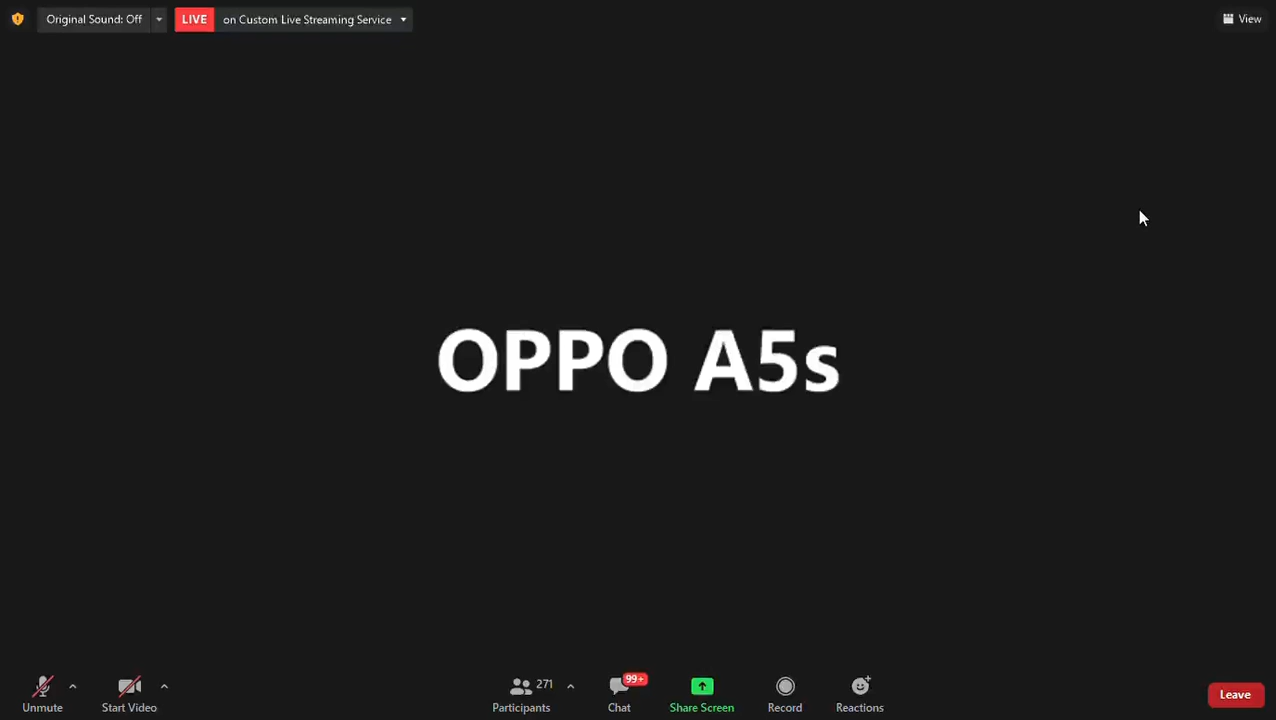 Original Sound: Off
LIVE on Custom Live Streaming Service
View
OPPO A5s
Unmute
Start Video
271
Participants
99+
Chat
Share Screen
Record
Reactions
Leave